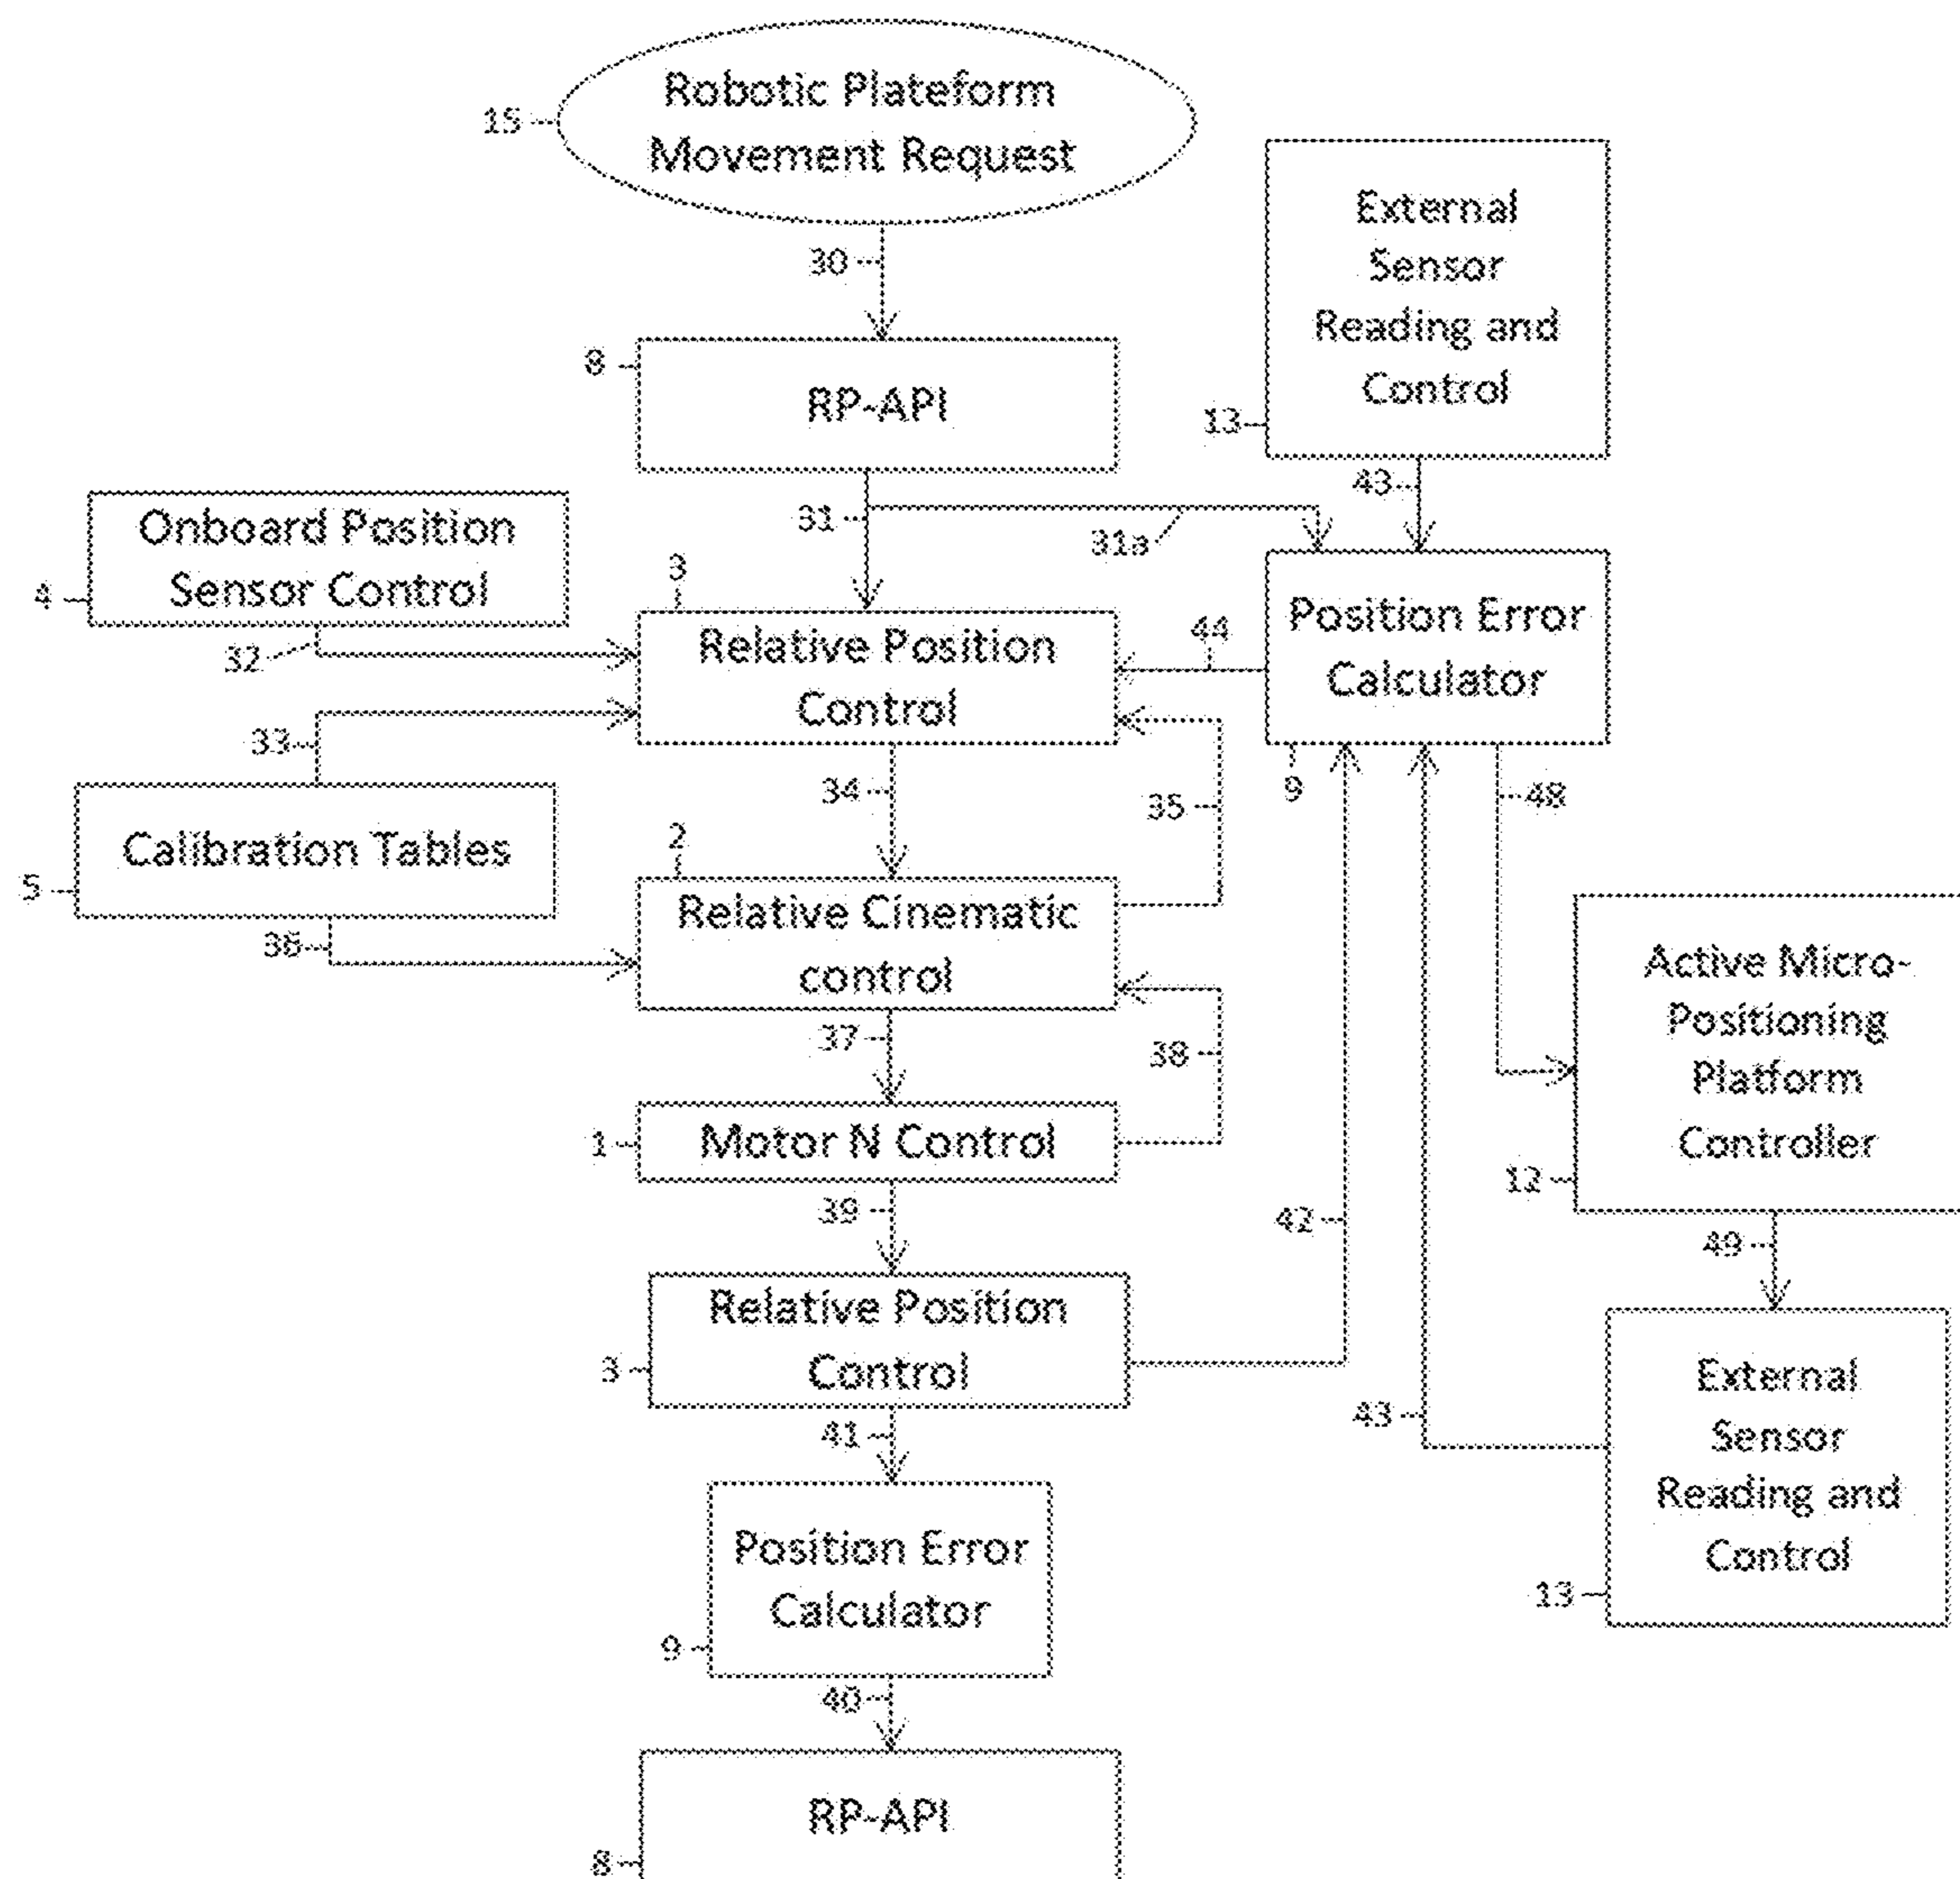 Robotic Plateform
Movement Request
15
30
External
Sensor
Reading and
Control
13
8
RP-API
43
31
31a
Onboard Position
Sensor Control
4
32
3
Relative Position
Control
44
Position Error
Calculator
9
33
34
35
48
Calibration Tables
5
36
2
Relative Cinematic
control
Active Micro-
Positioning
Platform
Controller
12
37
38
1
Motor N Control
39
42
49
Relative Position
Control
3
External
Sensor
Reading and
Control
13
41
43
Position Error
Calculator
9
40
RP-API
8